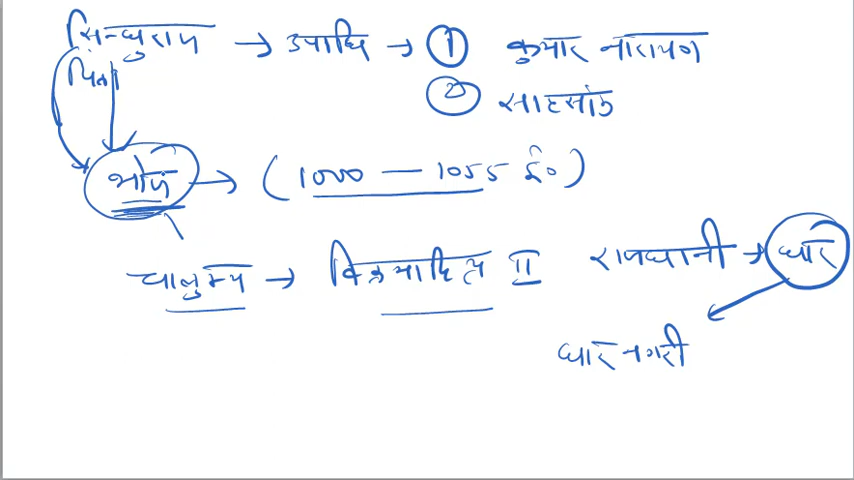 सिन्धुराज → उपाधि → ① कुमार नारायण
② साहसांक
पिता
भोज → (1000 — 1055 ई०)
चालुक्य → विक्रमादित्य II
राजधानी → धार
धार नगरी